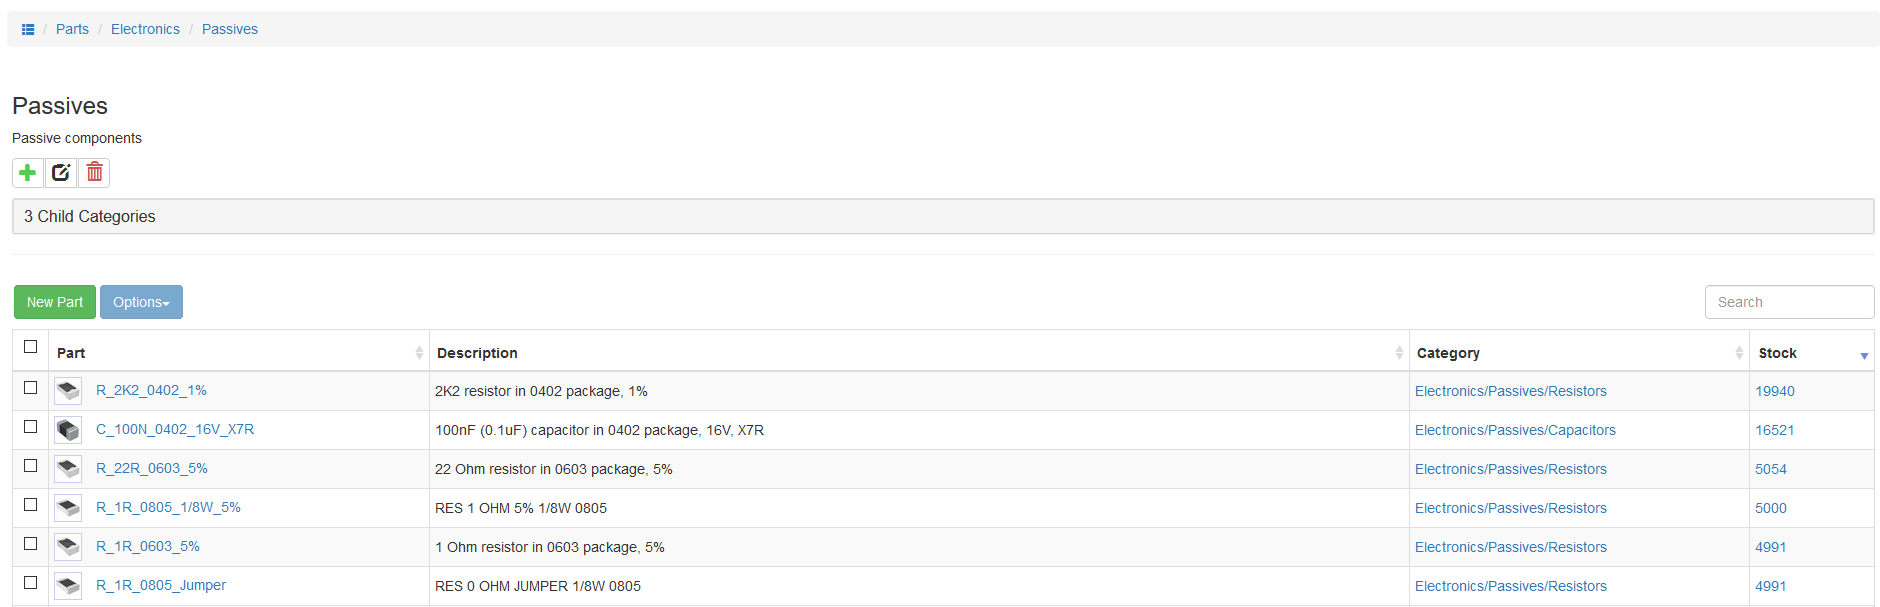 / Parts / Electronics / Passives
Passives
Passive components
3 Child Categories
New Part Options Search
Part Description Category Stock
R_2K2_0402_1% 2K2 resistor in 0402 package, 1% Electronics/Passives/Resistors 19940
C_100N_0402_16V_X7R 100nF (0.1uF) capacitor in 0402 package, 16V, X7R Electronics/Passives/Capacitors 16521
R_22R_0603_5% 22 Ohm resistor in 0603 package, 5% Electronics/Passives/Resistors 5054
R_1R_0805_1/8W_5% RES 1 OHM 5% 1/8W 0805 Electronics/Passives/Resistors 5000
R_1R_0603_5% 1 Ohm resistor in 0603 package, 5% Electronics/Passives/Resistors 4991
R_1R_0805_Jumper RES 0 OHM JUMPER 1/8W 0805 Electronics/Passives/Resistors 4991